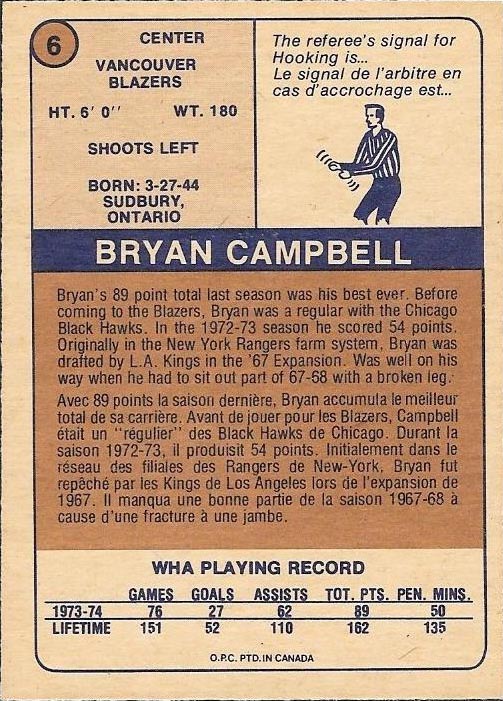 6
CENTER
VANCOUVER
BLAZERS
HT. 6' 0"   WT. 180
SHOOTS LEFT
BORN: 3-27-44
SUDBURY,
ONTARIO
The referee's signal for
Hooking is...
Le signal de l'arbitre en
cas d'accrochage est...
BRYAN CAMPBELL
Bryan's 89 point total last season was his best ever. Before
coming to the Blazers, Bryan was a regular with the Chicago
Black Hawks. In the 1972-73 season he scored 54 points.
Originally in the New York Rangers farm system, Bryan was
drafted by L.A. Kings in the '67 Expansion. Was well on his
way when he had to sit out part of 67-68 with a broken leg.
Avec 89 points la saison dernière, Bryan accumula le meilleur
total de sa carrière. Avant de jouer pour les Blazers, Campbell
était un "régulier" des Black Hawks de Chicago. Durant la
saison 1972-73, il produisit 54 points. Initialement dans le
réseau des filiales des Rangers de New-York, Bryan fut
repêché par les Kings de Los Angeles lors de l'expansion de
1967. Il manqua une bonne partie de la saison 1967-68 à
cause d'une fracture à une jambe.
WHA PLAYING RECORD
GAMES GOALS ASSISTS TOT. PTS. PEN. MINS.
1973-74 76 27 62 89 50
LIFETIME 151 52 110 162 135
O.P.C. PTD. IN CANADA